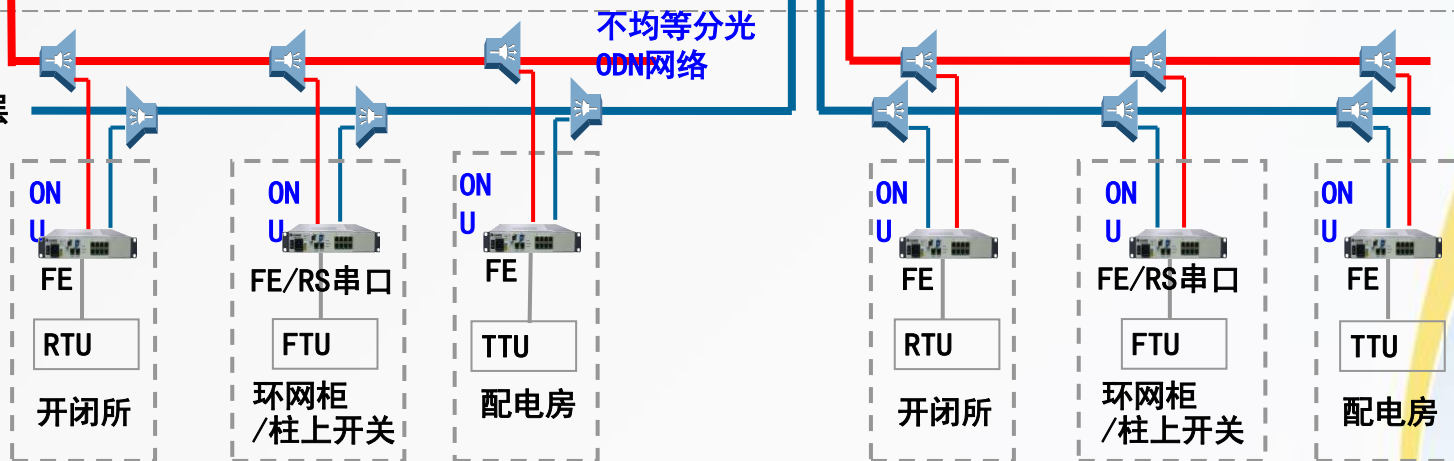 不均等分光
ODN网络
层
ON
U
FE
RTU
开闭所
ON
U
FE/RS串口
FTU
环网柜
/柱上开关
ON
U
FE
TTU
配电房
ON
U
FE
RTU
开闭所
ON
U
FE/RS串口
FTU
环网柜
/柱上开关
ON
U
FE
TTU
配电房